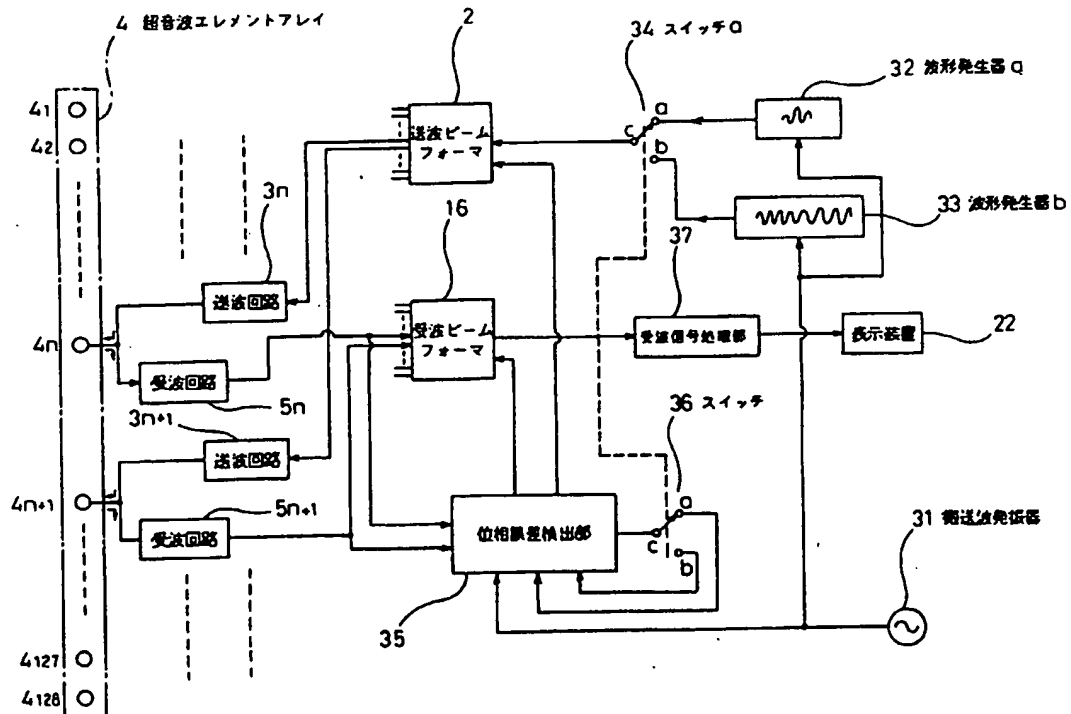 4 超音波エレメントアレイ
2
34 スイッチa
32 波形発生器a
41
42
送波ビーム
フォーマ
a
c
b
33 波形発生器b
3n
16
37
送波回路
受波ビーム
フォーマ
受波信号処理部
表示装置
22
4n
受波回路
5n
3n+1
36 スイッチ
送波回路
4n+1
5n+1
受波回路
位相誤差検出部
a
c
b
31 搬送波発振器
35
4127
4128